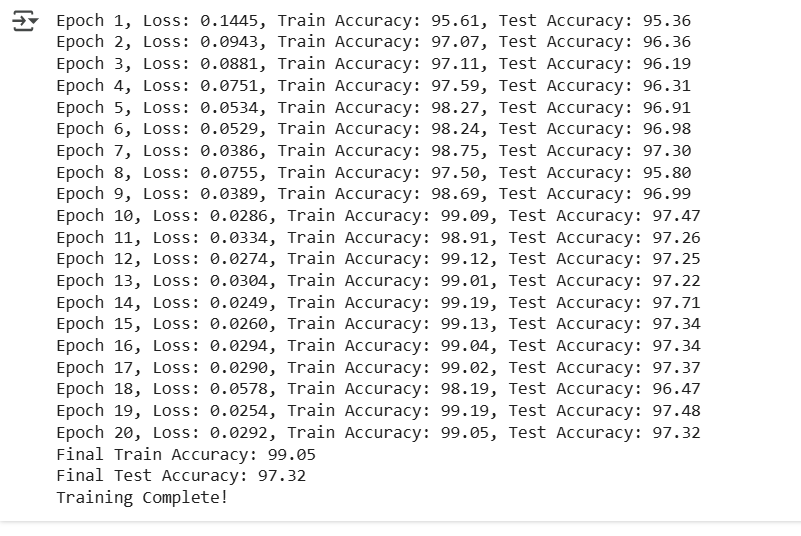 Epoch 1, Loss: 0.1445, Train Accuracy: 95.61, Test Accuracy: 95.36
Epoch 2, Loss: 0.0943, Train Accuracy: 97.07, Test Accuracy: 96.36
Epoch 3, Loss: 0.0881, Train Accuracy: 97.11, Test Accuracy: 96.19
Epoch 4, Loss: 0.0751, Train Accuracy: 97.59, Test Accuracy: 96.31
Epoch 5, Loss: 0.0534, Train Accuracy: 98.27, Test Accuracy: 96.91
Epoch 6, Loss: 0.0529, Train Accuracy: 98.24, Test Accuracy: 96.98
Epoch 7, Loss: 0.0386, Train Accuracy: 98.75, Test Accuracy: 97.30
Epoch 8, Loss: 0.0755, Train Accuracy: 97.50, Test Accuracy: 95.80
Epoch 9, Loss: 0.0389, Train Accuracy: 98.69, Test Accuracy: 96.99
Epoch 10, Loss: 0.0286, Train Accuracy: 99.09, Test Accuracy: 97.47
Epoch 11, Loss: 0.0334, Train Accuracy: 98.91, Test Accuracy: 97.26
Epoch 12, Loss: 0.0274, Train Accuracy: 99.12, Test Accuracy: 97.25
Epoch 13, Loss: 0.0304, Train Accuracy: 99.01, Test Accuracy: 97.22
Epoch 14, Loss: 0.0249, Train Accuracy: 99.19, Test Accuracy: 97.71
Epoch 15, Loss: 0.0260, Train Accuracy: 99.13, Test Accuracy: 97.34
Epoch 16, Loss: 0.0294, Train Accuracy: 99.04, Test Accuracy: 97.34
Epoch 17, Loss: 0.0290, Train Accuracy: 99.02, Test Accuracy: 97.37
Epoch 18, Loss: 0.0578, Train Accuracy: 98.19, Test Accuracy: 96.47
Epoch 19, Loss: 0.0254, Train Accuracy: 99.19, Test Accuracy: 97.48
Epoch 20, Loss: 0.0292, Train Accuracy: 99.05, Test Accuracy: 97.32
Final Train Accuracy: 99.05
Final Test Accuracy: 97.32
Training Complete!